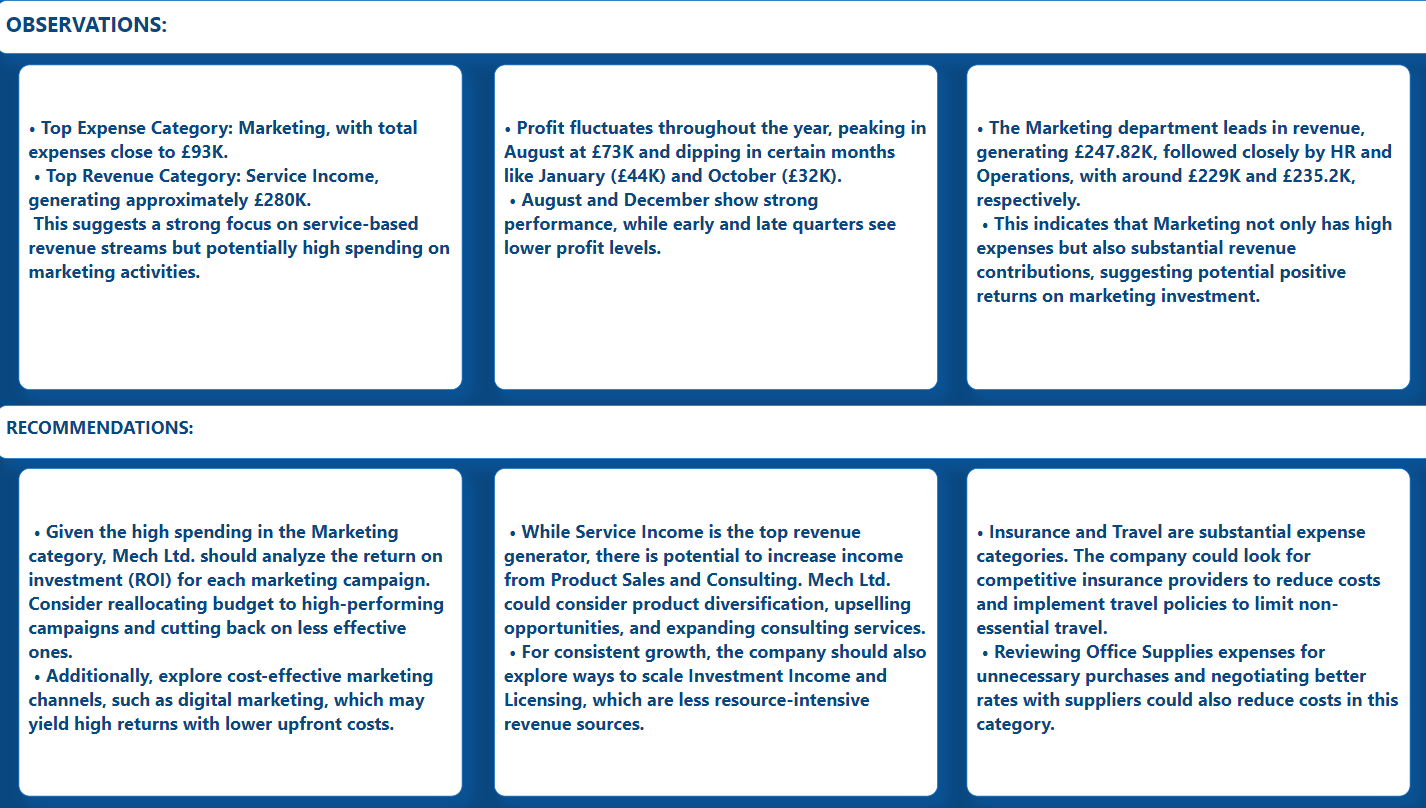 OBSERVATIONS:
• Top Expense Category: Marketing, with total
expenses close to £93K.
• Top Revenue Category: Service Income,
generating approximately £280K.
This suggests a strong focus on service-based
revenue streams but potentially high spending on
marketing activities.
• Profit fluctuates throughout the year, peaking in
August at £73K and dipping in certain months
like January (£44K) and October (£32K).
• August and December show strong
performance, while early and late quarters see
lower profit levels.
• The Marketing department leads in revenue,
generating £247.82K, followed closely by HR and
Operations, with around £229K and £235.2K,
respectively.
• This indicates that Marketing not only has high
expenses but also substantial revenue
contributions, suggesting potential positive
returns on marketing investment.
RECOMMENDATIONS:
• Given the high spending in the Marketing
category, Mech Ltd. should analyze the return on
investment (ROI) for each marketing campaign.
Consider reallocating budget to high-performing
campaigns and cutting back on less effective
ones.
• Additionally, explore cost-effective marketing
channels, such as digital marketing, which may
yield high returns with lower upfront costs.
• While Service Income is the top revenue
generator, there is potential to increase income
from Product Sales and Consulting. Mech Ltd.
could consider product diversification, upselling
opportunities, and expanding consulting services.
• For consistent growth, the company should also
explore ways to scale Investment Income and
Licensing, which are less resource-intensive
revenue sources.
• Insurance and Travel are substantial expense
categories. The company could look for
competitive insurance providers to reduce costs
and implement travel policies to limit non-
essential travel.
• Reviewing Office Supplies expenses for
unnecessary purchases and negotiating better
rates with suppliers could also reduce costs in this
category.